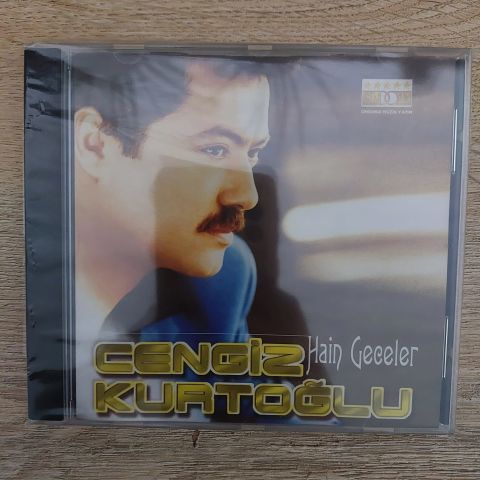 CENGİZ
Hain Geceler
KURTOĞLU